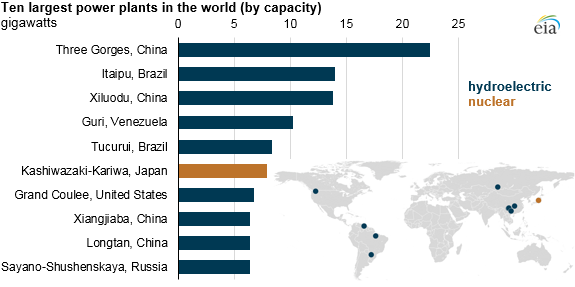 Ten largest power plants in the world (by capacity)
gigawatts
0 5 10 15 20 25
eia
Three Gorges, China
Itaipu, Brazil
Xiluodu, China
Guri, Venezuela
Tucurui, Brazil
Kashiwazaki-Kariwa, Japan
Grand Coulee, United States
Xiangjiaba, China
Longtan, China
Sayano-Shushenskaya, Russia
hydroelectric
nuclear